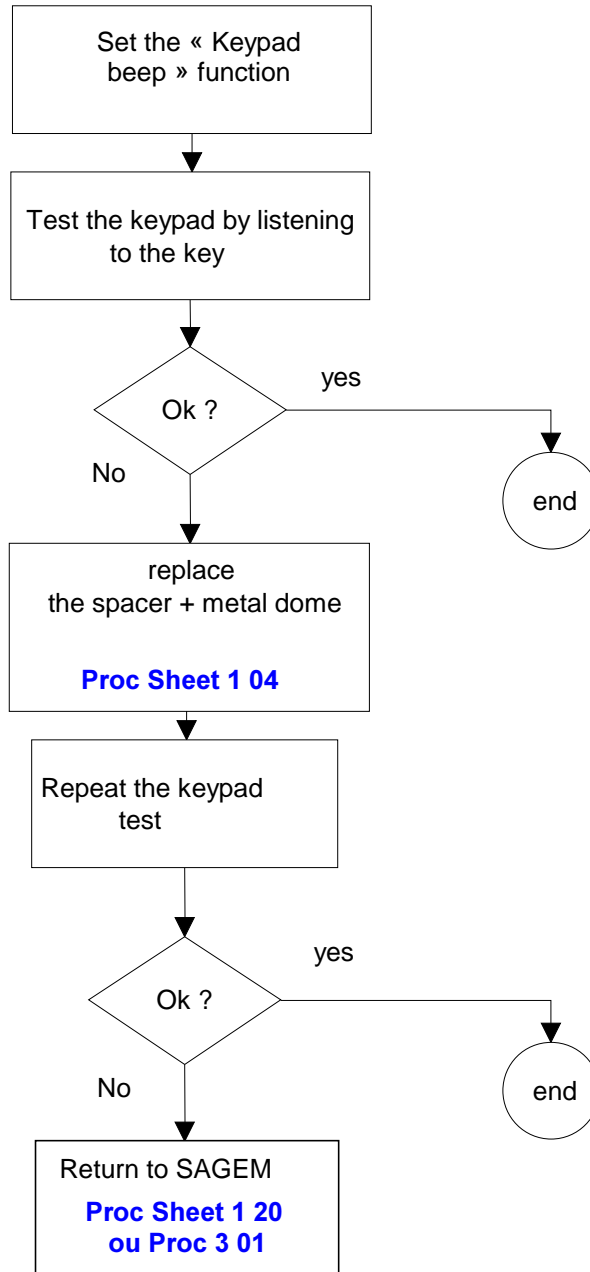 Set the « Keypad
beep » function
Test the keypad by listening
to the key
Ok ?
yes
No
end
replace
the spacer + metal dome
Proc Sheet 1 04
Repeat the keypad
test
Ok ?
yes
No
end
Return to SAGEM
Proc Sheet 1 20
ou Proc 3 01